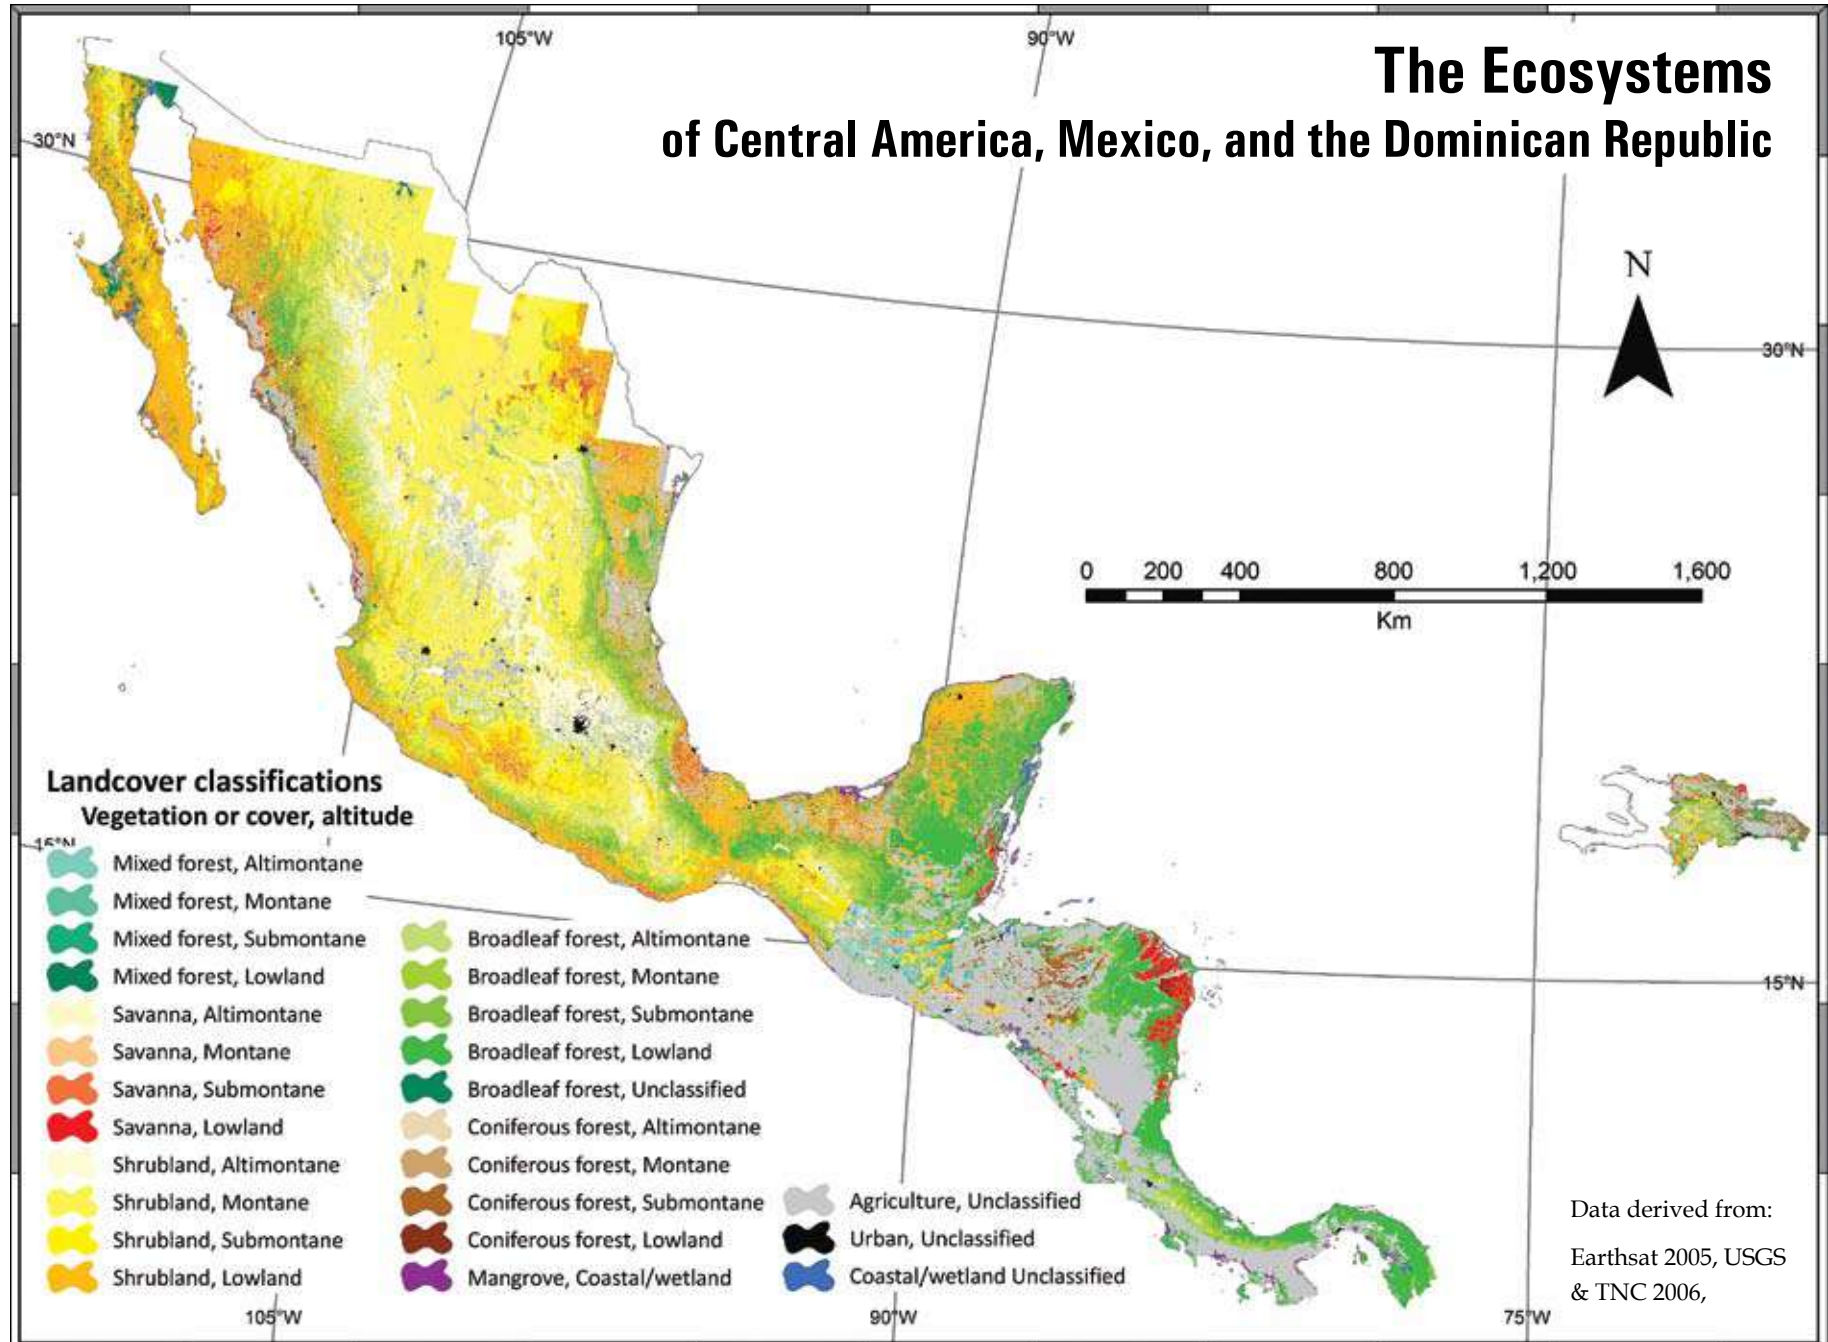 105°W
90°W
The Ecosystems
of Central America, Mexico, and the Dominican Republic
30°N
N
30°N
0 200 400 800 1,200 1,600
Km
Landcover classifications
Vegetation or cover, altitude
15°N
Mixed forest, Altimontane
Mixed forest, Montane
Mixed forest, Submontane
Mixed forest, Lowland
Savanna, Altimontane
Savanna, Montane
Savanna, Submontane
Savanna, Lowland
Shrubland, Altimontane
Shrubland, Montane
Shrubland, Submontane
Shrubland, Lowland
Broadleaf forest, Altimontane
Broadleaf forest, Montane
Broadleaf forest, Submontane
Broadleaf forest, Lowland
Broadleaf forest, Unclassified
Coniferous forest, Altimontane
Coniferous forest, Montane
Coniferous forest, Submontane
Coniferous forest, Lowland
Mangrove, Coastal/wetland
Agriculture, Unclassified
Urban, Unclassified
Coastal/wetland Unclassified
15°N
Data derived from:
Earthsat 2005, USGS
& TNC 2006,
105°W
90°W
75°W